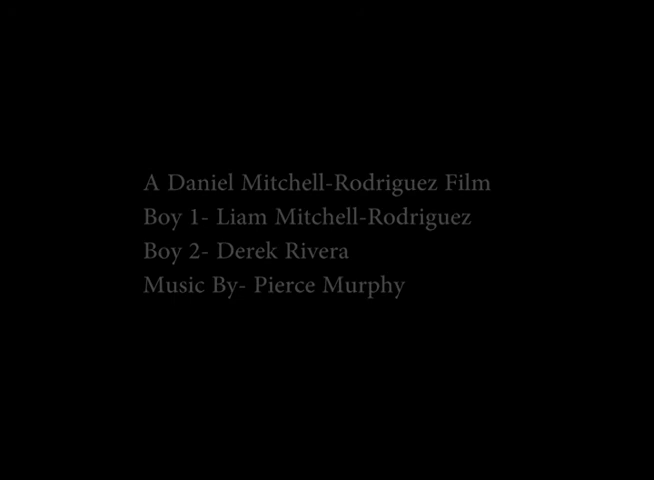 A Daniel Mitchell-Rodriguez Film
Boy 1- Liam Mitchell-Rodriguez
Boy 2- Derek Rivera
Music By- Pierce Murphy